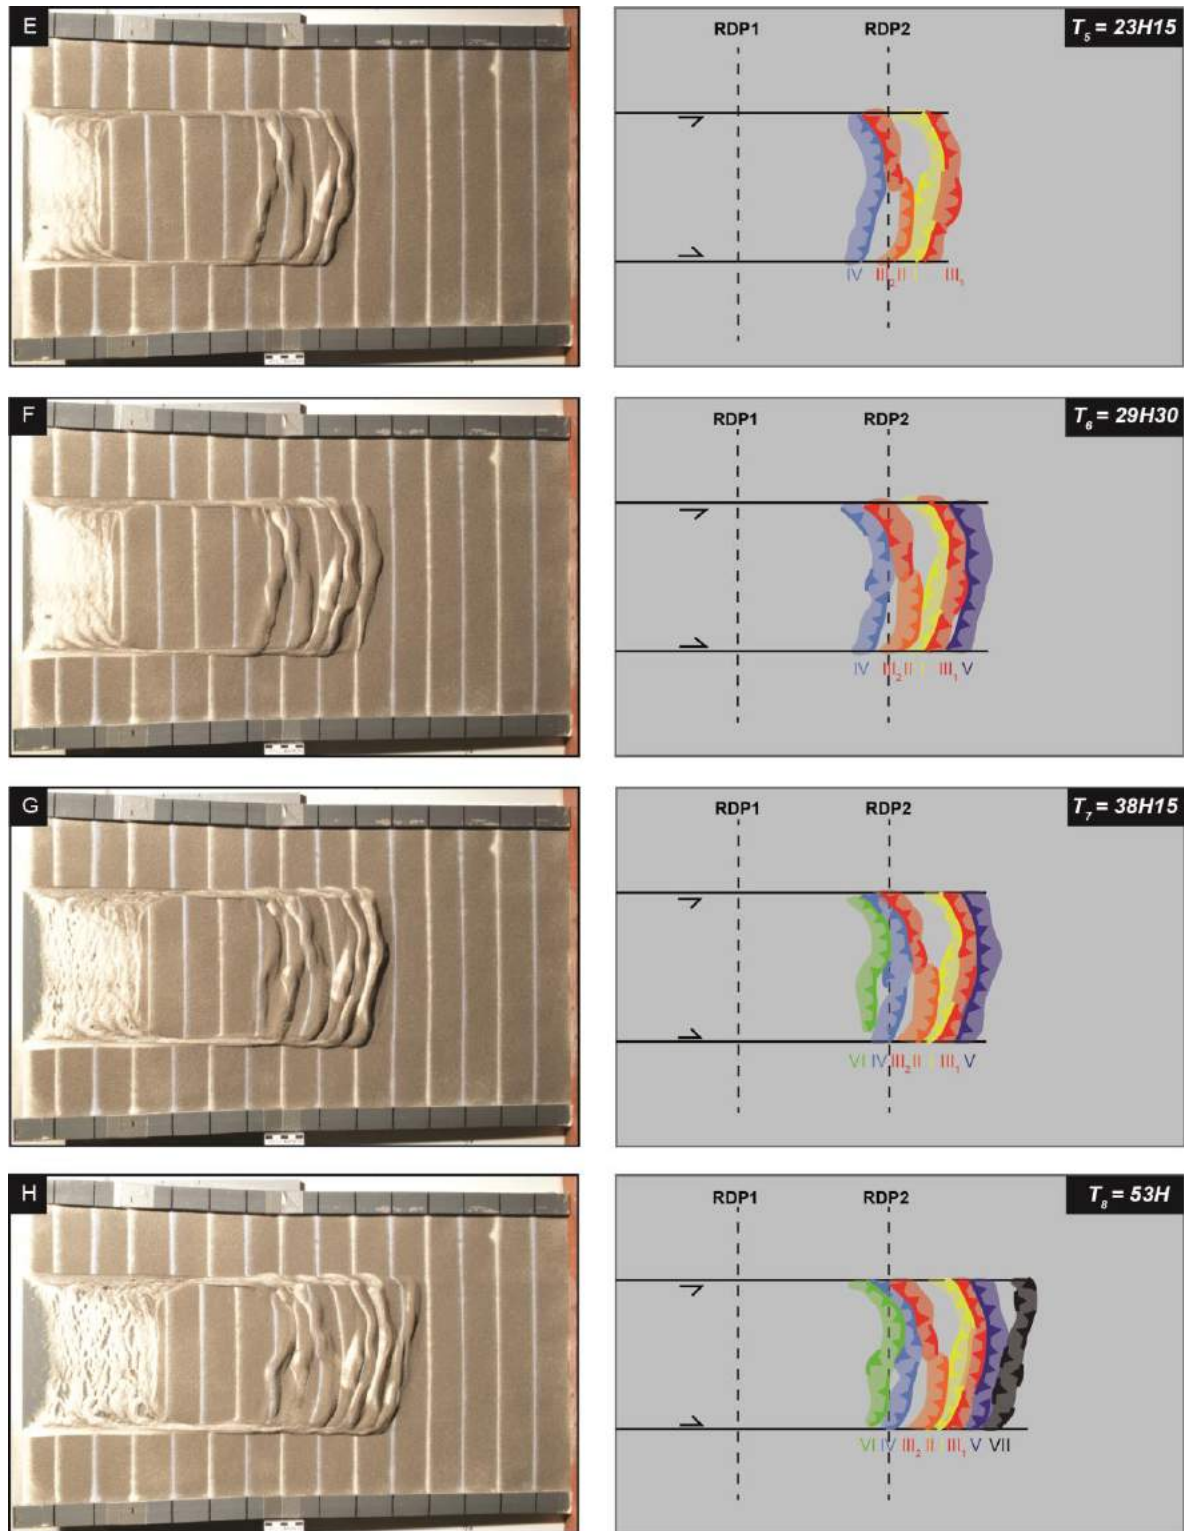 E
RDP1 RDP2 T5 = 23H15
IV III2 II I III1
F
RDP1 RDP2 T6 = 29H30
IV III2 II I III1 V
G
RDP1 RDP2 T7 = 38H15
VI IV III2 II I III1 V
H
RDP1 RDP2 T8 = 53H
VI IV III2 II I III1 V VII